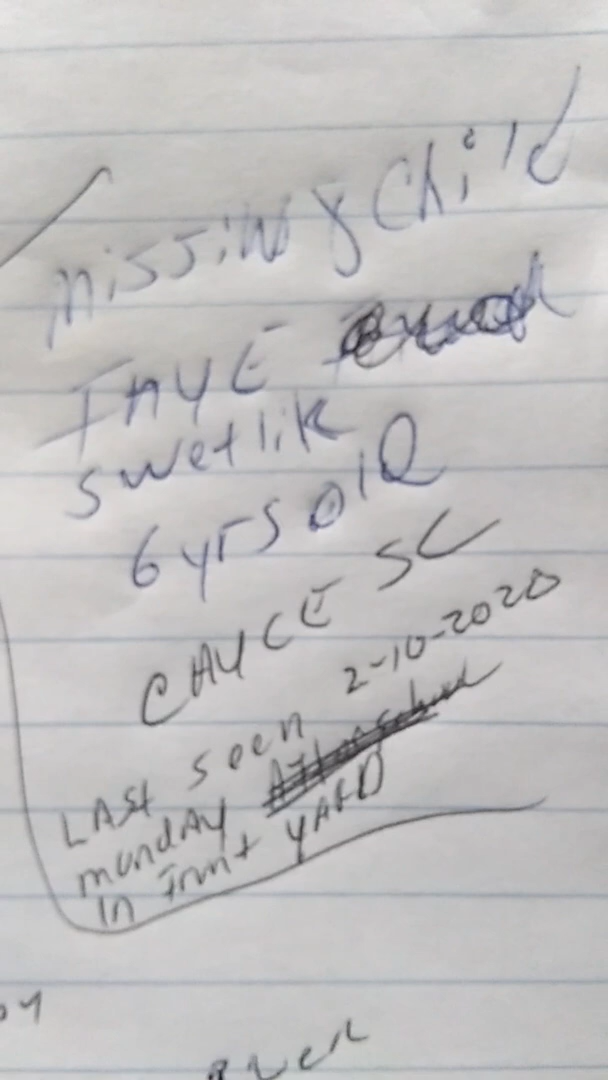 missing child
FAYE
swetlik
6 yrs old
CAYCE SC
LAst seen 2-10-2020
monday
in Front YARD